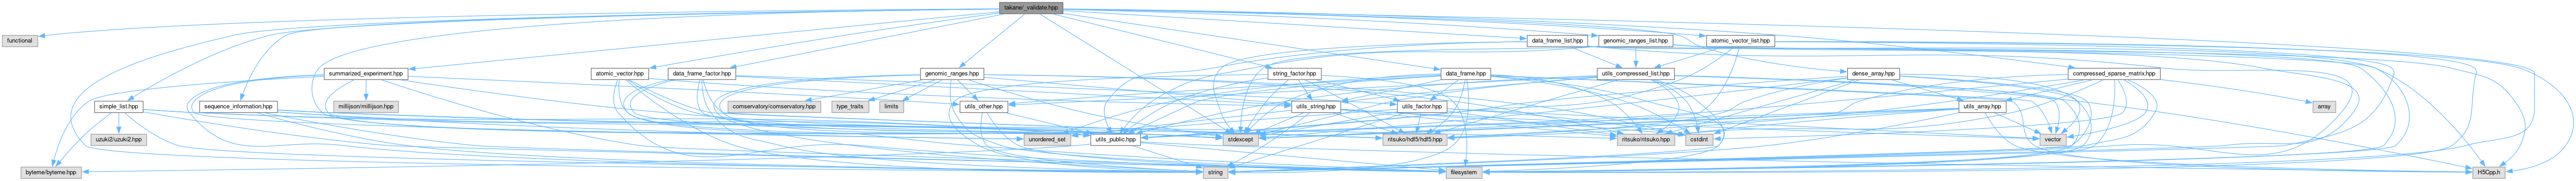 takane/_validate.hpp
functional
data_frame_list.hpp
genomic_ranges_list.hpp
atomic_vector_list.hpp
summarized_experiment.hpp
atomic_vector.hpp
data_frame_factor.hpp
genomic_ranges.hpp
string_factor.hpp
data_frame.hpp
utils_compressed_list.hpp
dense_array.hpp
compressed_sparse_matrix.hpp
simple_list.hpp
sequence_information.hpp
millijson/millijson.hpp
comservatory/comservatory.hpp
type_traits
limits
utils_other.hpp
utils_string.hpp
utils_factor.hpp
utils_array.hpp
array
uzuki2/uzuki2.hpp
unordered_set
utils_public.hpp
stdexcept
ritsuko/hdf5/hdf5.hpp
ritsuko/ritsuko.hpp
cstdint
vector
byteme/byteme.hpp
string
filesystem
H5Cpp.h